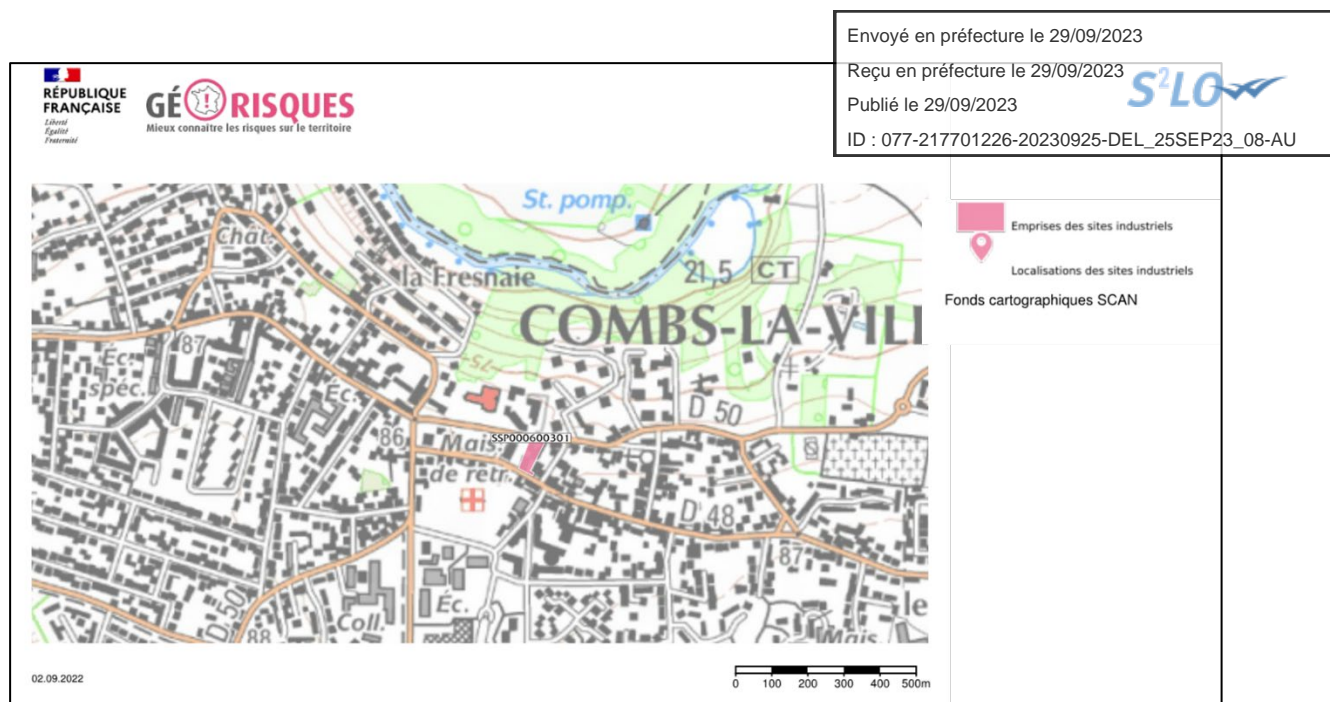 Envoyé en préfecture le 29/09/2023
Reçu en préfecture le 29/09/2023
Publié le 29/09/2023
S²LOW
ID : 077-217701226-20230925-DEL_25SEP23_08-AU
RÉPUBLIQUE
FRANÇAISE
Liberté
Égalité
Fraternité
GÉORISQUES
Mieux connaître les risques sur le territoire
Emprises des sites industriels
Localisations des sites industriels
Fonds cartographiques SCAN
St. pomp.
Chât.
la Fresnaie
21,5
CT
COMBS-LA-VILL
87
75
Éc.
spéc.
Éc.
D 50
86
SSP000600301
Mais.
de retr.
D 48
87
D 50
88
Coll.
Éc.
le
Mais.
02.09.2022
0 100 200 300 400 500m